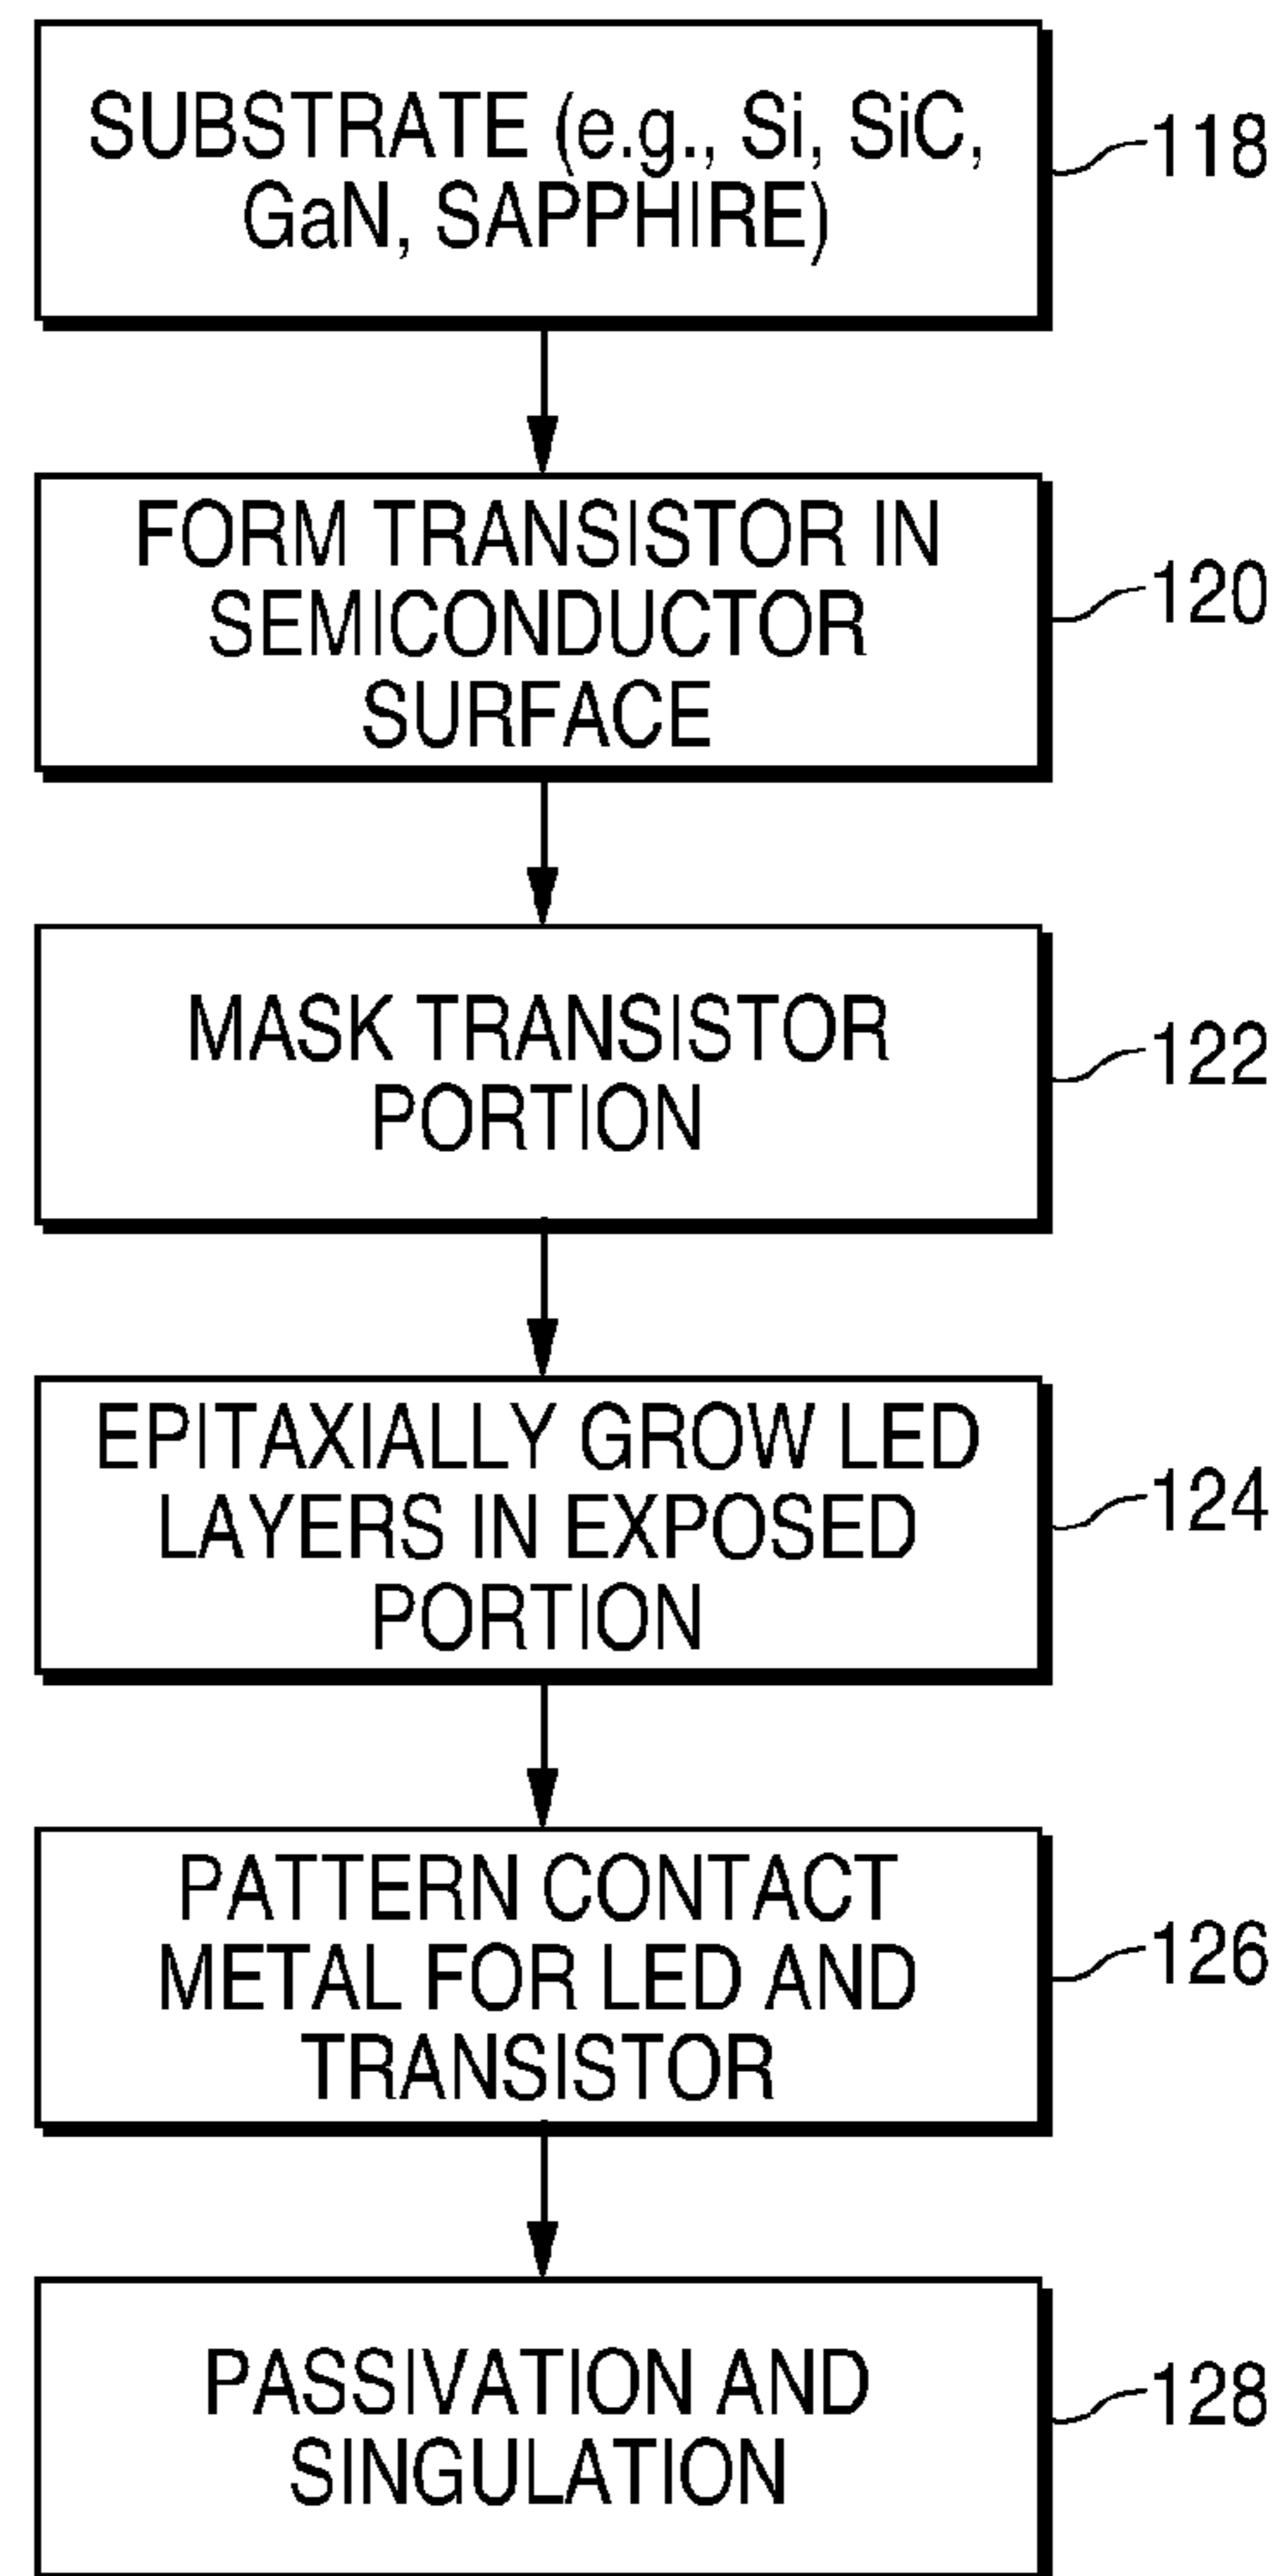 SUBSTRATE (e.g., Si, SiC,
GaN, SAPPHIRE)
118
FORM TRANSISTOR IN
SEMICONDUCTOR
SURFACE
120
MASK TRANSISTOR
PORTION
122
EPITAXIALLY GROW LED
LAYERS IN EXPOSED
PORTION
124
PATTERN CONTACT
METAL FOR LED AND
TRANSISTOR
126
PASSIVATION AND
SINGULATION
128